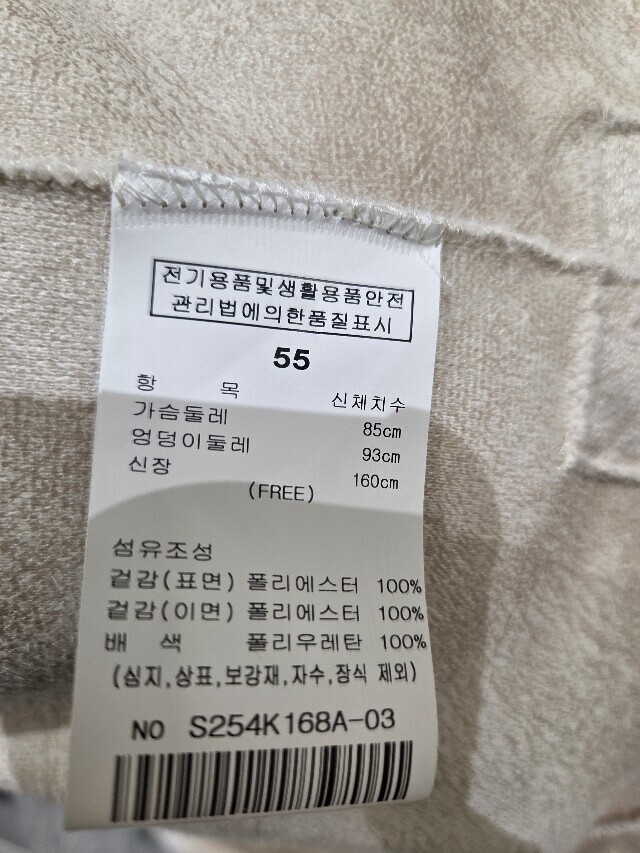 전기용품및생활용품안전
관리법에의한품질표시
55
항 목 신체치수
가슴둘레 85cm
엉덩이둘레 93cm
신장 160cm
(FREE)
섬유조성
겉감(표면) 폴리에스터 100%
겉감(이면) 폴리에스터 100%
배 색 폴리우레탄 100%
(심지,상표,보강재,자수,장식 제외)
NO S254K168A-03